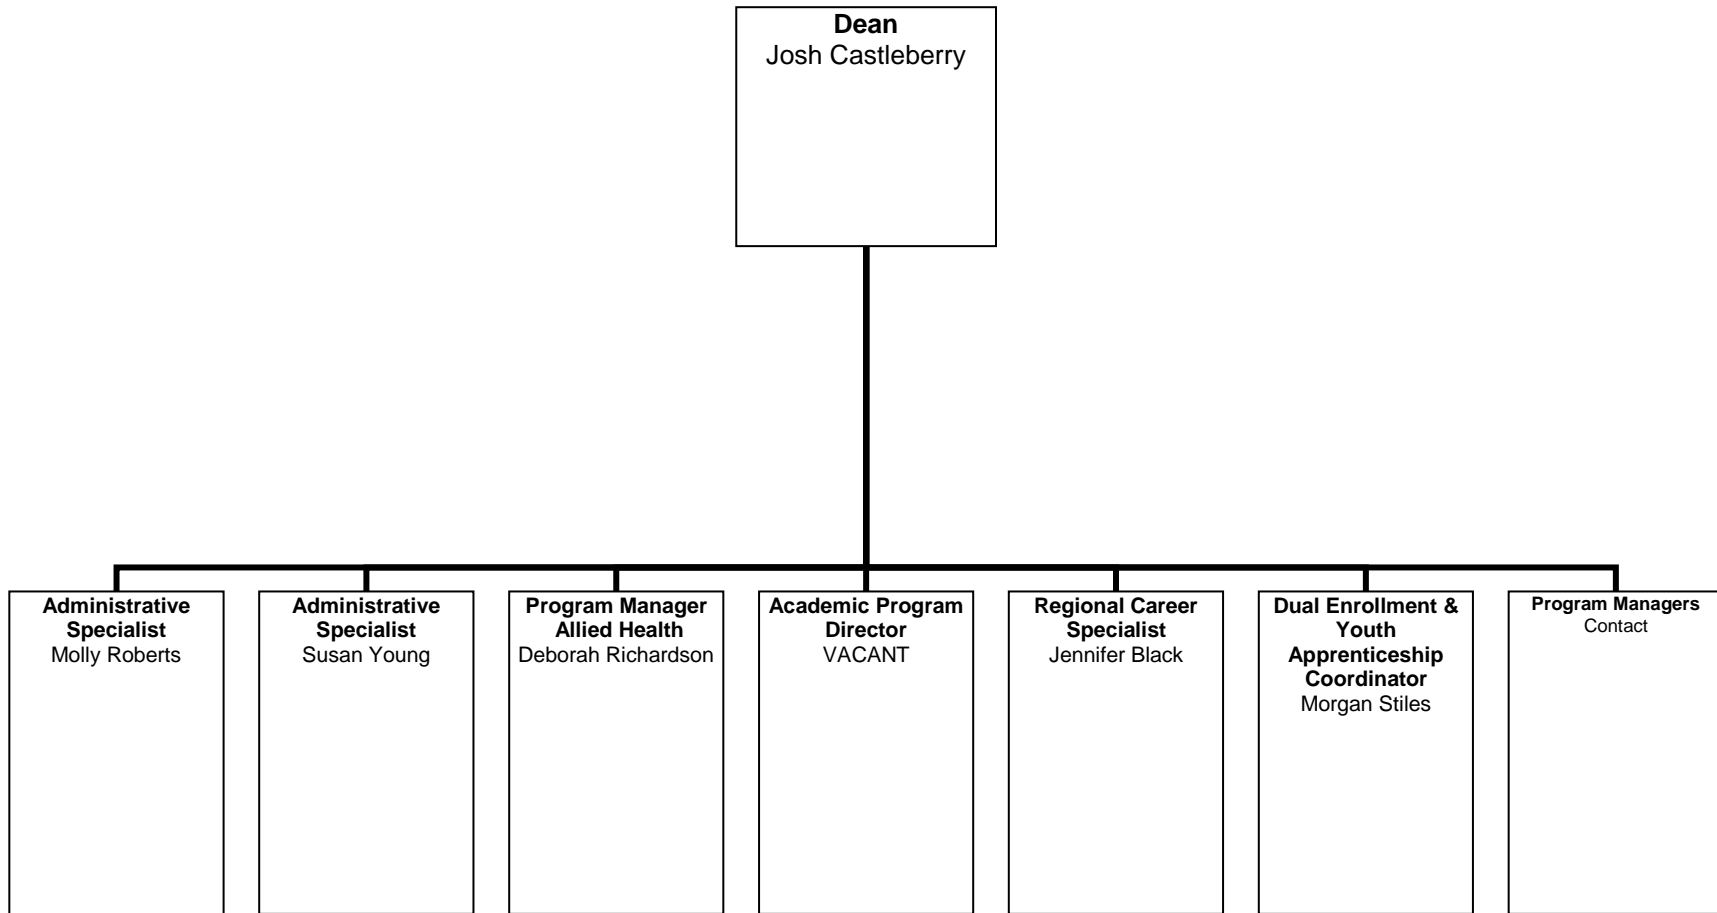 Dean
Josh Castleberry
Administrative
Specialist
Molly Roberts
Administrative
Specialist
Susan Young
Program Manager
Allied Health
Deborah Richardson
Academic Program
Director
VACANT
Regional Career
Specialist
Jennifer Black
Dual Enrollment &
Youth
Apprenticeship
Coordinator
Morgan Stiles
Program Managers
Contact